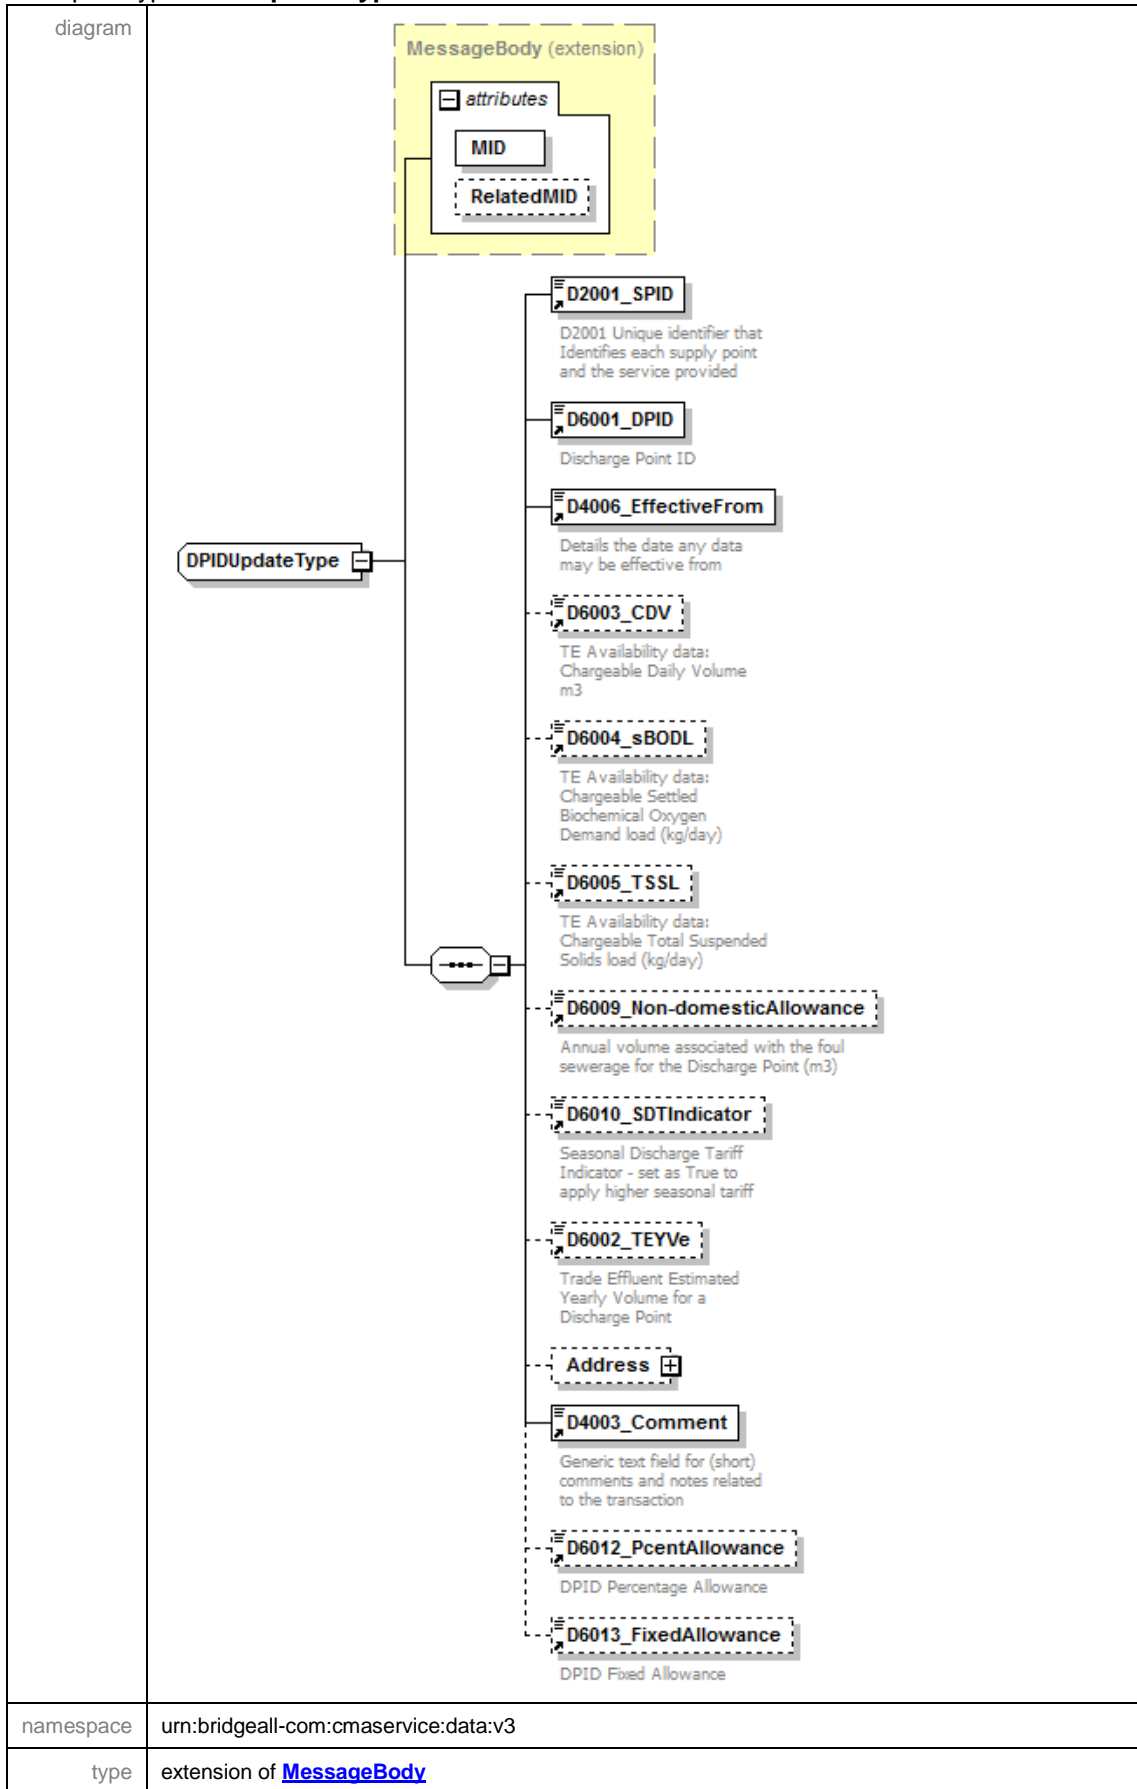 diagram
MessageBody (extension)
attributes
MID
RelatedMID
D2001_SPID
D2001 Unique identifier that
Identifies each supply point
and the service provided
D6001_DPID
Discharge Point ID
D4006_EffectiveFrom
Details the date any data
may be effective from
DPIDUpdateType
D6003_CDV
TE Availability data:
Chargeable Daily Volume
m3
D6004_sBODL
TE Availability data:
Chargeable Settled
Biochemical Oxygen
Demand load (kg/day)
D6005_TSSL
TE Availability data:
Chargeable Total Suspended
Solids load (kg/day)
D6009_Non-domesticAllowance
Annual volume associated with the foul
sewerage for the Discharge Point (m3)
D6010_SDTIndicator
Seasonal Discharge Tariff
Indicator - set as True to
apply higher seasonal tariff
D6002_TEYVe
Trade Effluent Estimated
Yearly Volume for a
Discharge Point
Address
D4003_Comment
Generic text field for (short)
comments and notes related
to the transaction
D6012_PcentAllowance
DPID Percentage Allowance
D6013_FixedAllowance
DPID Fixed Allowance
namespace urn:bridgeall-com:cmaservice:data:v3
type extension of MessageBody